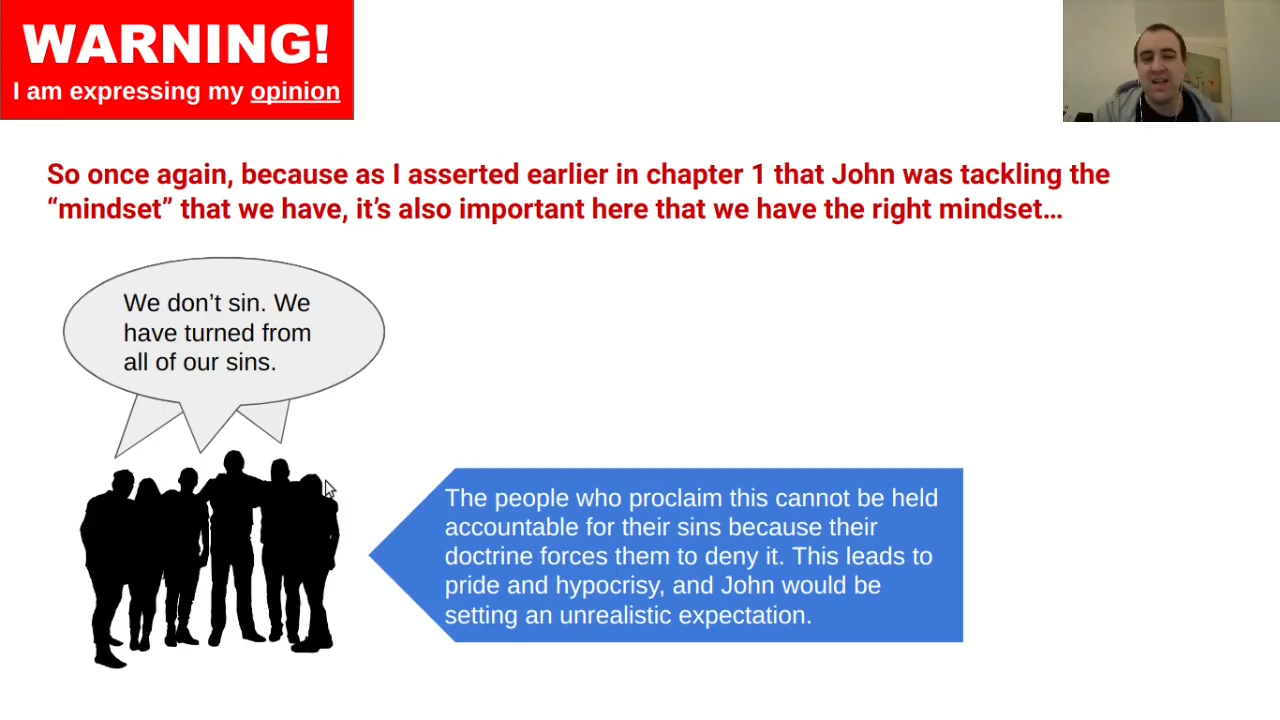 WARNING!
I am expressing my opinion
So once again, because as I asserted earlier in chapter 1 that John was tackling the
“mindset” that we have, it’s also important here that we have the right mindset…
We don’t sin. We
have turned from
all of our sins.
The people who proclaim this cannot be held
accountable for their sins because their
doctrine forces them to deny it. This leads to
pride and hypocrisy, and John would be
setting an unrealistic expectation.